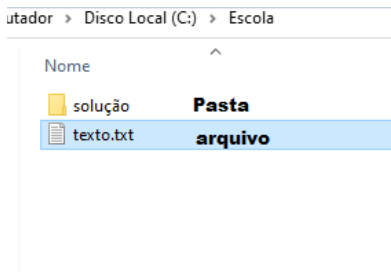 utador > Disco Local (C:) > Escola
Nome
solução Pasta
texto.txt arquivo